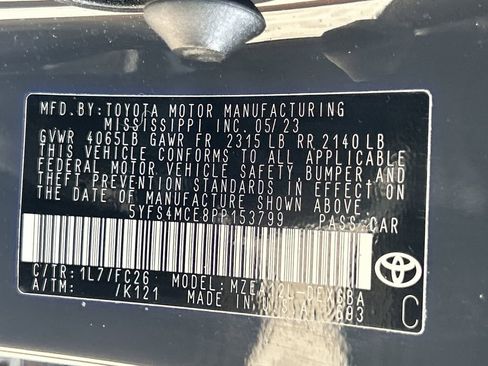 MFD.BY:TOYOTA MOTOR MANUFACTURING
MISSISSIPPI INC. 05/23
GVWR 4065LB GAWR FR 2315 LB RR 2140 LB
THIS VEHICLE CONFORMS TO ALL APPLICABLE
FEDERAL MOTOR VEHICLE SAFETY, BUMPER, AND
THEFT PREVENTION STANDARDS IN EFFECT ON
THE DATE OF MANUFACTURE SHOWN ABOVE.
5YFS4MCE8PP153799 PASS.CAR
C/TR: 1L7/FC26 MODEL:
A/TM: /K121 MADE IN U.S.A.
C